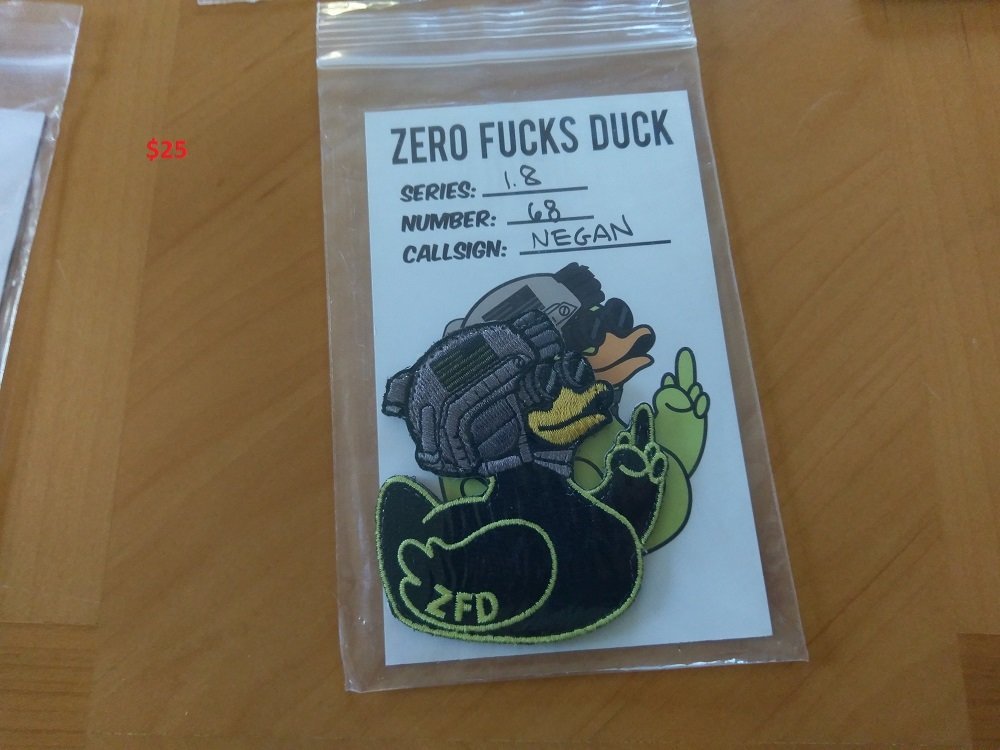 $25
ZERO FUCKS DUCK
SERIES: 1.8
NUMBER: 68
CALLSIGN: NEGAN
ZFD